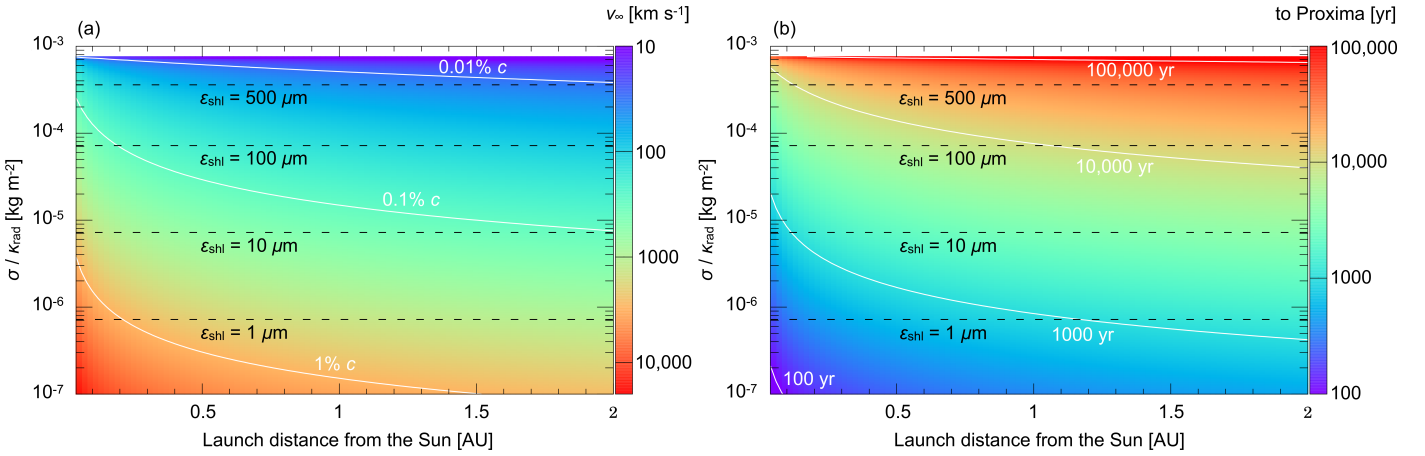 (a)
v∞ [km s-1]
10-3
10-4
10-5
10-6
10-7
σ / κrad [kg m-2]
0.01% c
εshl = 500 µm
εshl = 100 µm
0.1% c
εshl = 10 µm
εshl = 1 µm
1% c
0.5
1
1.5
2
Launch distance from the Sun [AU]
10
100
1000
10,000
(b)
to Proxima [yr]
10-3
10-4
10-5
10-6
10-7
σ / κrad [kg m-2]
100,000 yr
εshl = 500 µm
εshl = 100 µm
10,000 yr
εshl = 10 µm
εshl = 1 µm
1000 yr
100 yr
0.5
1
1.5
2
Launch distance from the Sun [AU]
100,000
10,000
1000
100